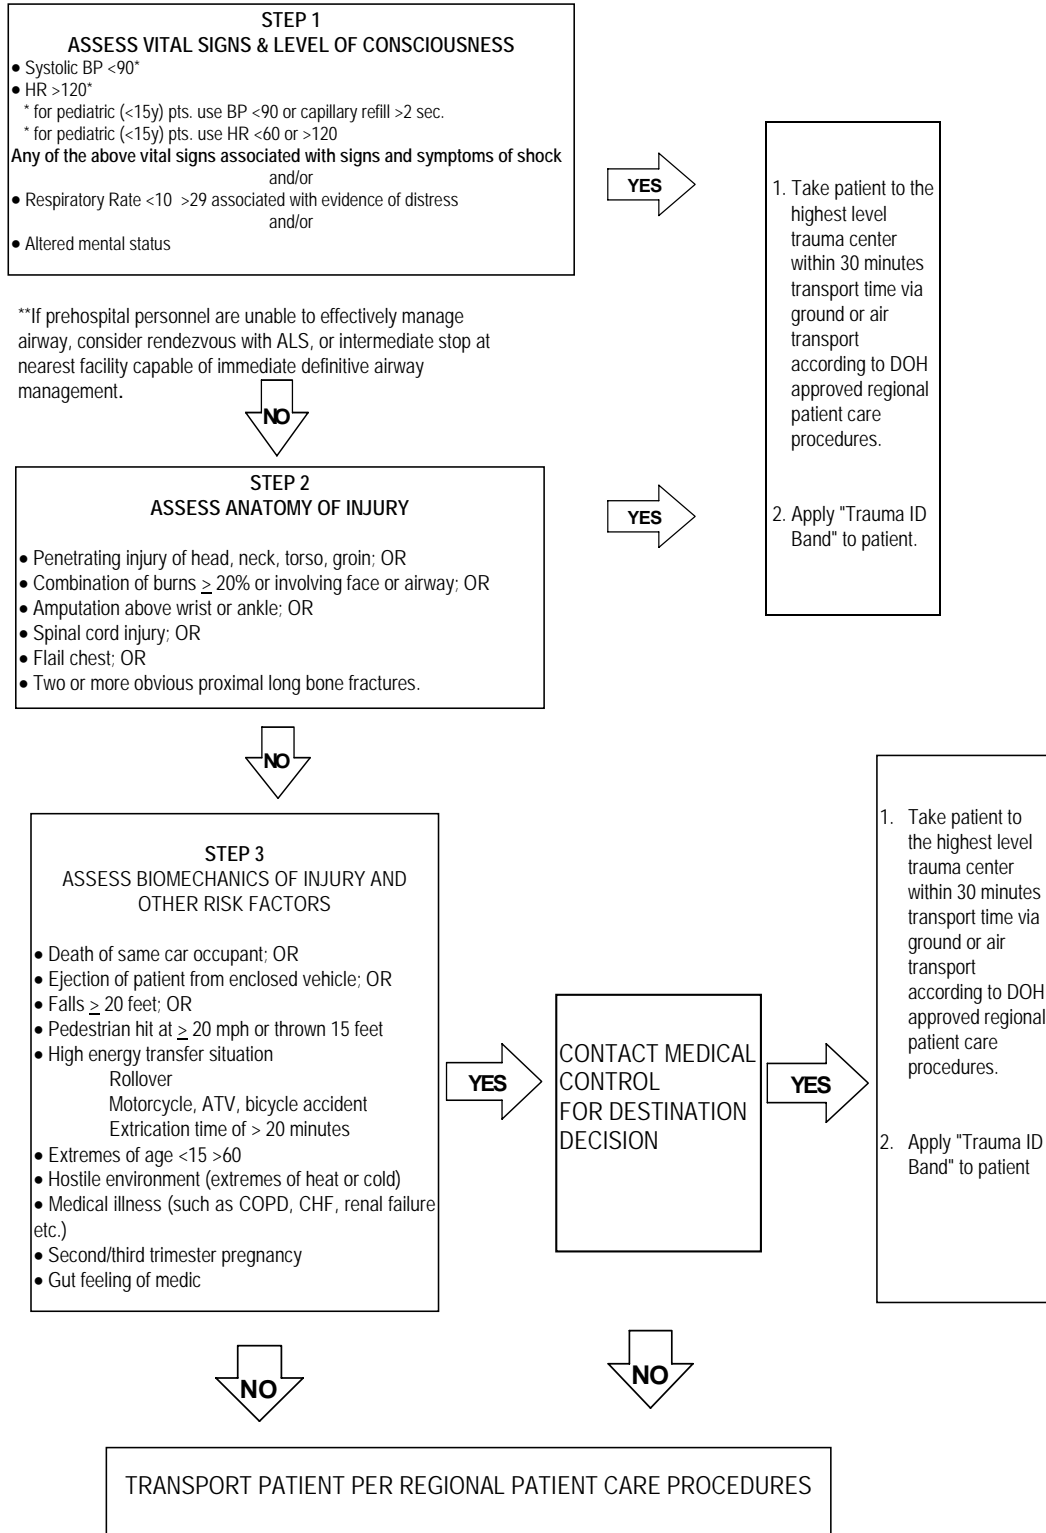 STEP 1
ASSESS VITAL SIGNS & LEVEL OF CONSCIOUSNESS
• Systolic BP <90*
• HR >120*
* for pediatric (<15y) pts. use BP <90 or capillary refill >2 sec.
* for pediatric (<15y) pts. use HR <60 or >120
Any of the above vital signs associated with signs and symptoms of shock
and/or
• Respiratory Rate <10 >29 associated with evidence of distress
and/or
• Altered mental status
YES
1. Take patient to the
highest level
trauma center
within 30 minutes
transport time via
ground or air
transport
according to DOH
approved regional
patient care
procedures.
2. Apply "Trauma ID
Band" to patient.
**If prehospital personnel are unable to effectively manage
airway, consider rendezvous with ALS, or intermediate stop at
nearest facility capable of immediate definitive airway
management.
NO
STEP 2
ASSESS ANATOMY OF INJURY
• Penetrating injury of head, neck, torso, groin; OR
• Combination of burns ≥ 20% or involving face or airway; OR
• Amputation above wrist or ankle; OR
• Spinal cord injury; OR
• Flail chest; OR
• Two or more obvious proximal long bone fractures.
YES
NO
STEP 3
ASSESS BIOMECHANICS OF INJURY AND
OTHER RISK FACTORS
• Death of same car occupant; OR
• Ejection of patient from enclosed vehicle; OR
• Falls ≥ 20 feet; OR
• Pedestrian hit at ≥ 20 mph or thrown 15 feet
• High energy transfer situation
Rollover
Motorcycle, ATV, bicycle accident
Extrication time of > 20 minutes
• Extremes of age <15 >60
• Hostile environment (extremes of heat or cold)
• Medical illness (such as COPD, CHF, renal failure
etc.)
• Second/third trimester pregnancy
• Gut feeling of medic
YES
CONTACT MEDICAL
CONTROL
FOR DESTINATION
DECISION
YES
1. Take patient to
the highest level
trauma center
within 30 minutes
transport time via
ground or air
transport
according to DOH
approved regional
patient care
procedures.
2. Apply "Trauma ID
Band" to patient
NO
NO
TRANSPORT PATIENT PER REGIONAL PATIENT CARE PROCEDURES